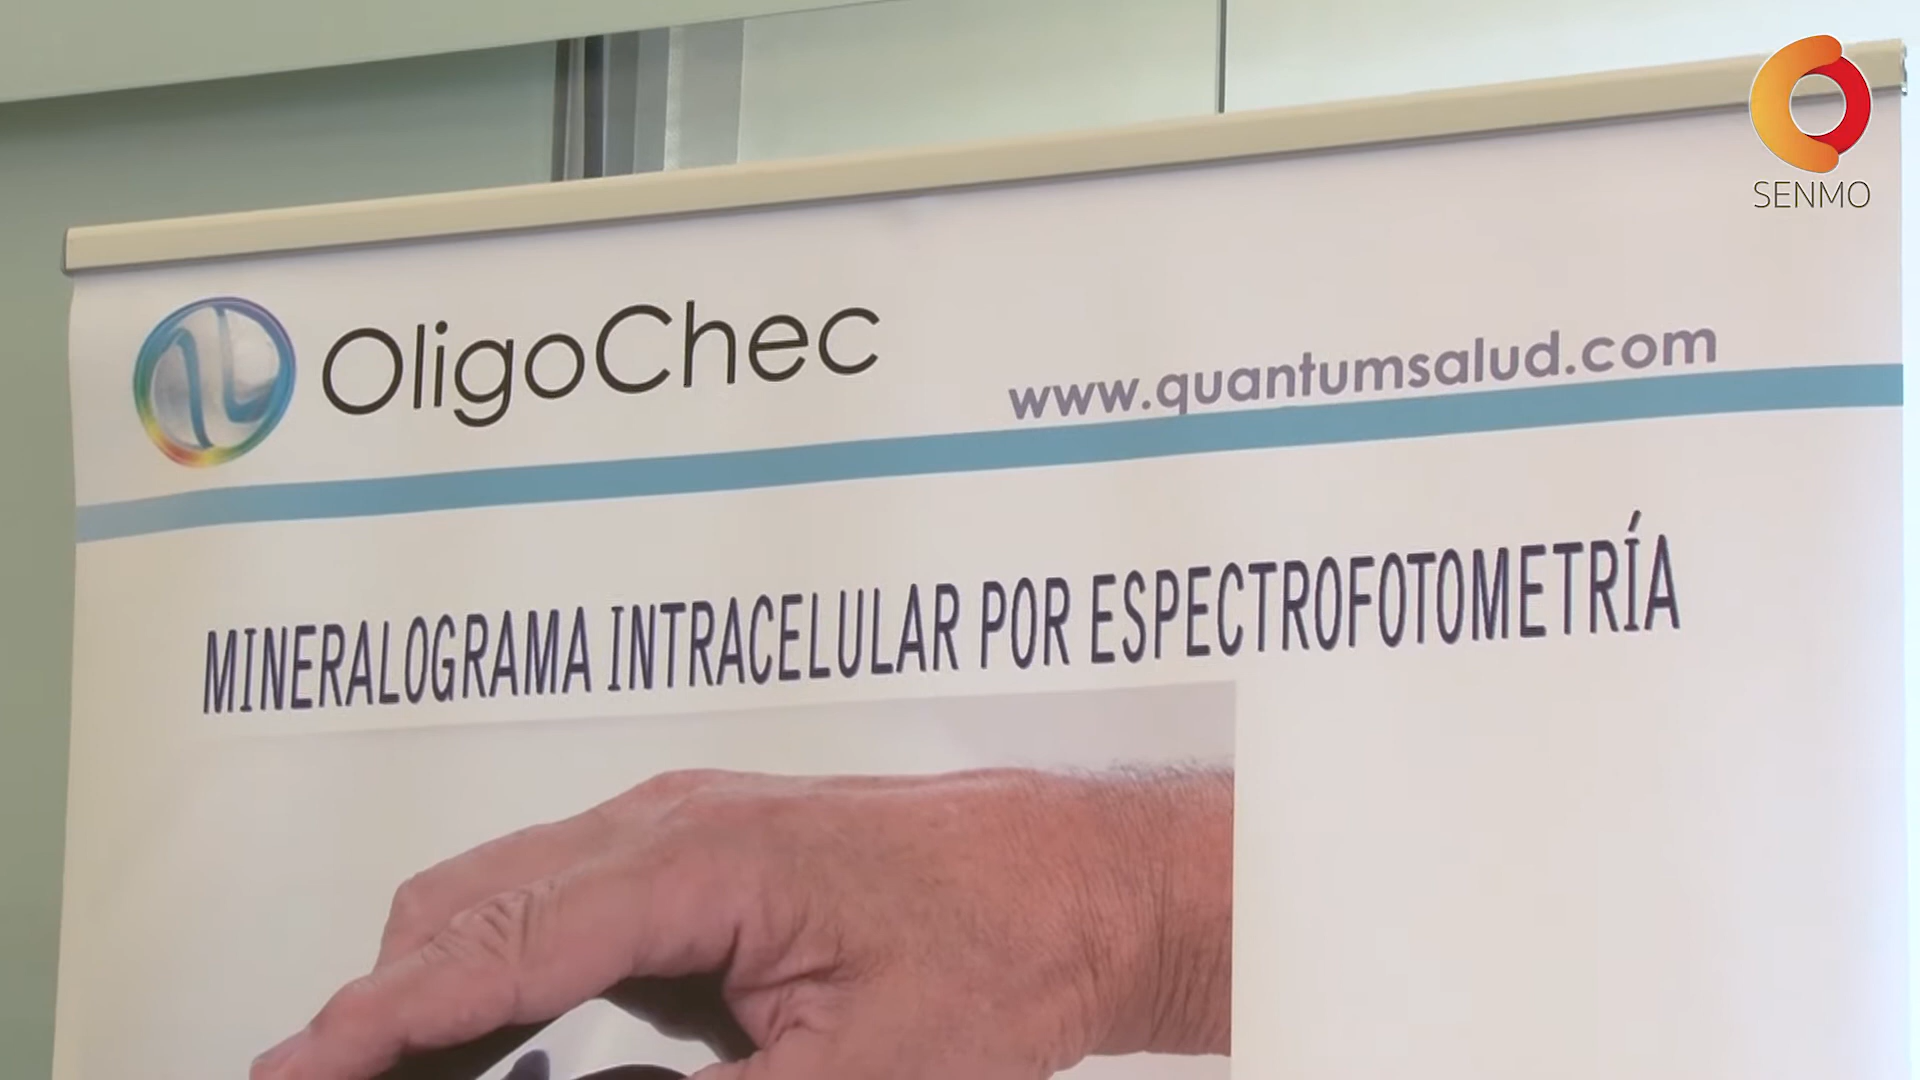 SENMO
OligoChec
www.quantumsalud.com
MINERALOGRAMA INTRACELULAR POR ESPECTROFOTOMETRÍA